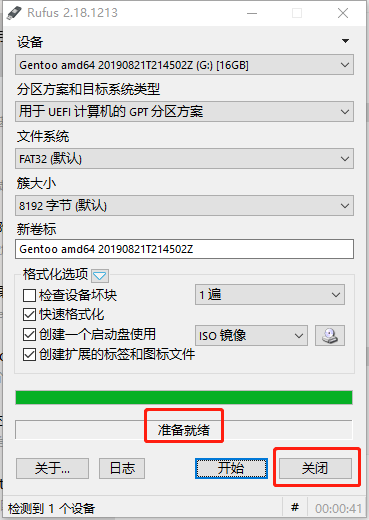 Rufus 2.18.1213
设备
Gentoo amd64 20190821T214502Z (G:) [16GB]
分区方案和目标系统类型
用于 UEFI 计算机的 GPT 分区方案
文件系统
FAT32 (默认)
簇大小
8192 字节 (默认)
新卷标
Gentoo amd64 20190821T214502Z
格式化选项
检查设备坏块 1 遍
快速格式化
创建一个启动盘使用 ISO 镜像
创建扩展的标签和图标文件
准备就绪
关于... 日志 开始 关闭
检测到 1 个设备 # 00:00:41